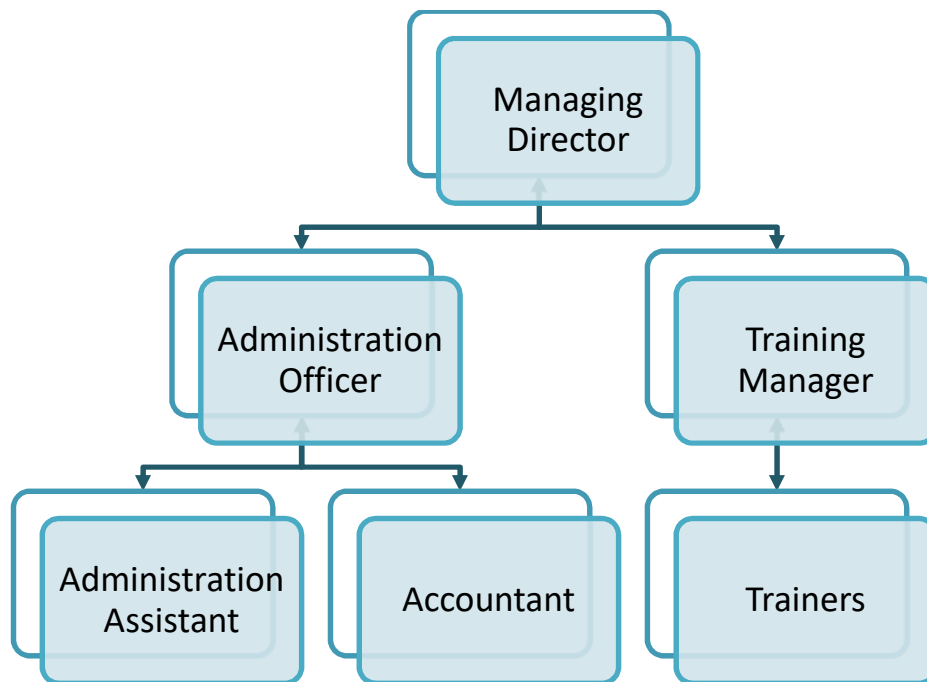 Managing
Director
Administration
Officer
Training
Manager
Administration
Assistant
Accountant
Trainers